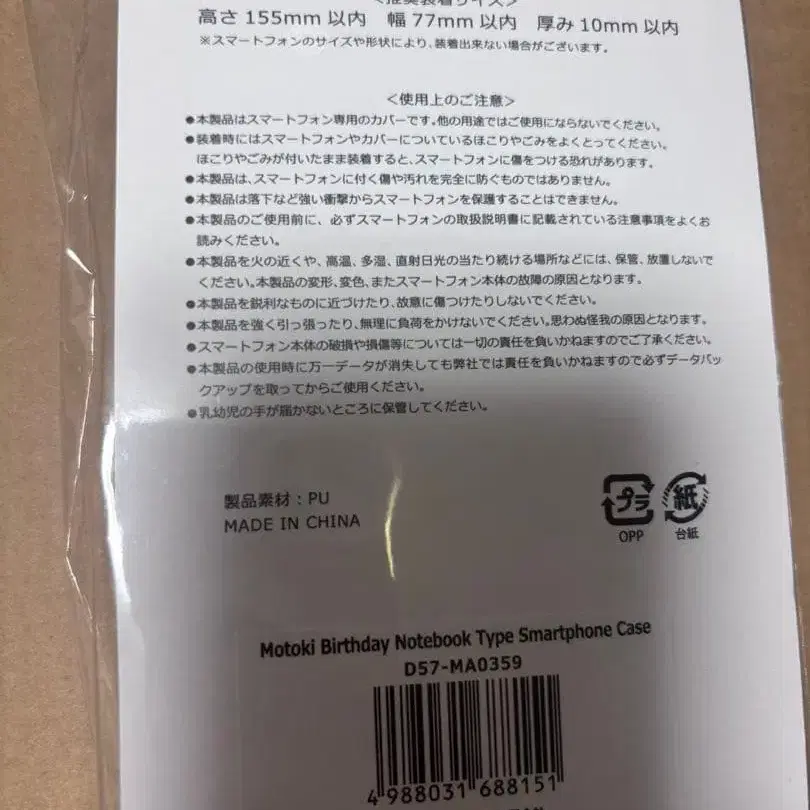 <推奨装着サイズ>
高さ 155mm 以内 幅 77mm 以内 厚み 10mm 以内
※スマートフォンのサイズや形状により、装着出来ない場合がございます。
<使用上のご注意>
●本製品はスマートフォン専用のカバーです。他の用途ではご使用にならないでください。
●装着時にはスマートフォンやカバーについているほこりやごみをよくとってください。
ほこりやごみが付いたまま装着すると、スマートフォンに傷をつける恐れがあります。
●本製品は、スマートフォンに付く傷や汚れを完全に防ぐものではありません。
●本製品は落下など強い衝撃からスマートフォンを保護することはできません。
●本製品のご使用前に、必ずスマートフォンの取扱説明書に記載されている注意事項をよくお
読みください。
●本製品を火の近くや、高温、多湿、直射日光の当たり続ける場所などには、保管、放置しないで
ください。本製品の変形、変色、またスマートフォン本体の故障の原因となります。
●本製品を鋭利なものに近づけたり、故意に傷つけたりしないでください。
●本製品を強く引っ張ったり、無理に負荷をかけないでください。思わぬ怪我の原因となります。
●スマートフォン本体の破損や損傷等については一切の責任を負いかねますのでご了承ください。
●本製品の使用時に万一データが消失しても弊社では責任を負いかねますので必ずデータバッ
クアップを取ってからご使用ください。
●乳幼児の手が届かないところに保管してください。
製品素材：PU
MADE IN CHINA
プラ
OPP
紙
台紙
Motoki Birthday Notebook Type Smartphone Case
D57-MA0359
4 988031 688151